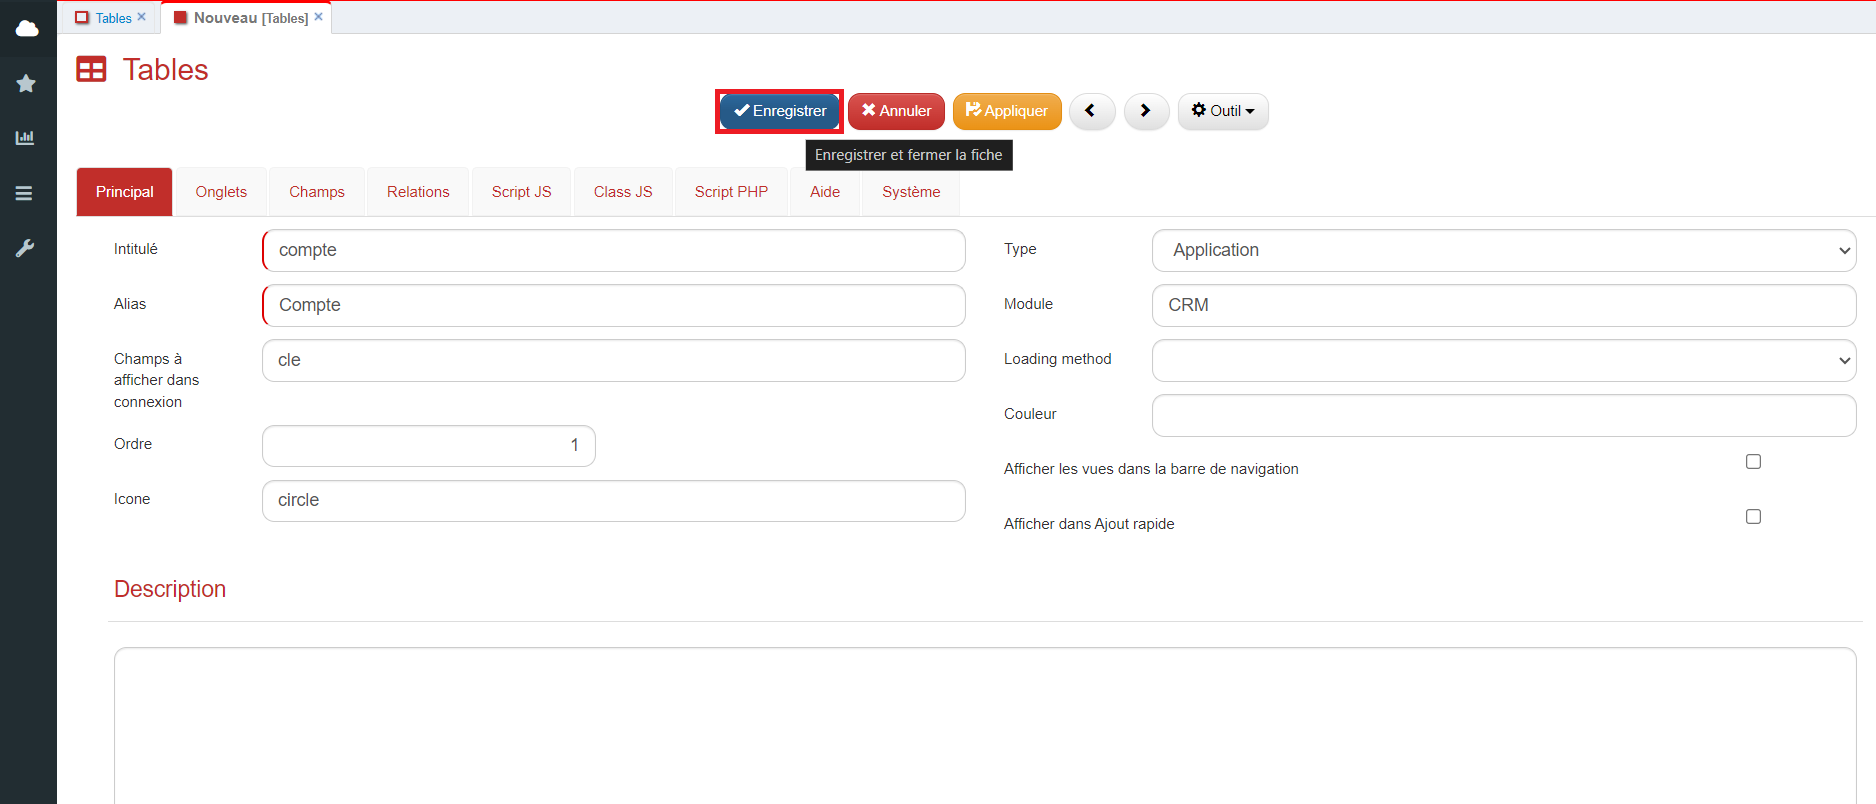 Tables
Nouveau [Tables]
Tables
Enregistrer Annuler Appliquer Outil
Enregistrer et fermer la fiche
Principal Onglets Champs Relations Script JS Class JS Script PHP Aide Système
Intitulé compte
Type Application
Alias Compte
Module CRM
Champs à
afficher dans
connexion
cle
Loading method
Couleur
Ordre 1
Afficher les vues dans la barre de navigation
Icone circle
Afficher dans Ajout rapide
Description